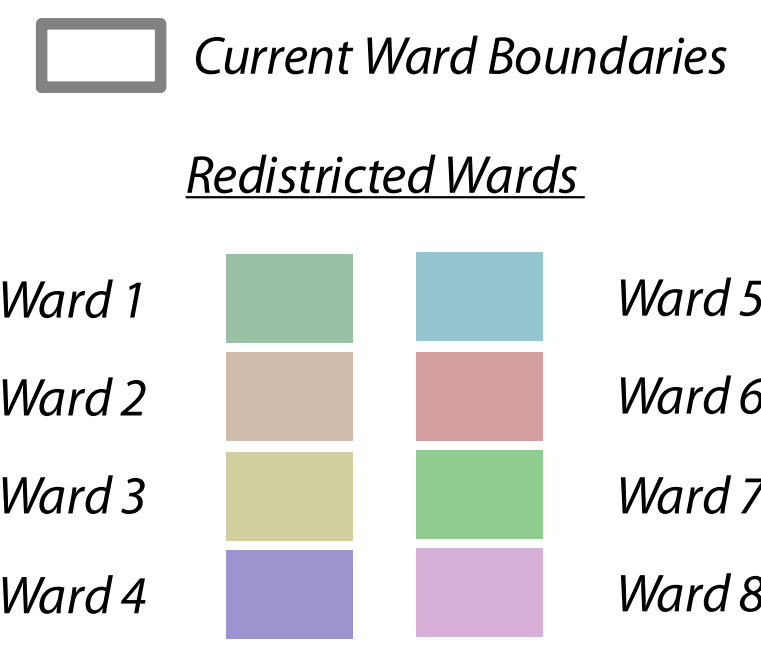 Current Ward Boundaries
Redistricted Wards
Ward 1
Ward 5
Ward 2
Ward 6
Ward 3
Ward 7
Ward 4
Ward 8